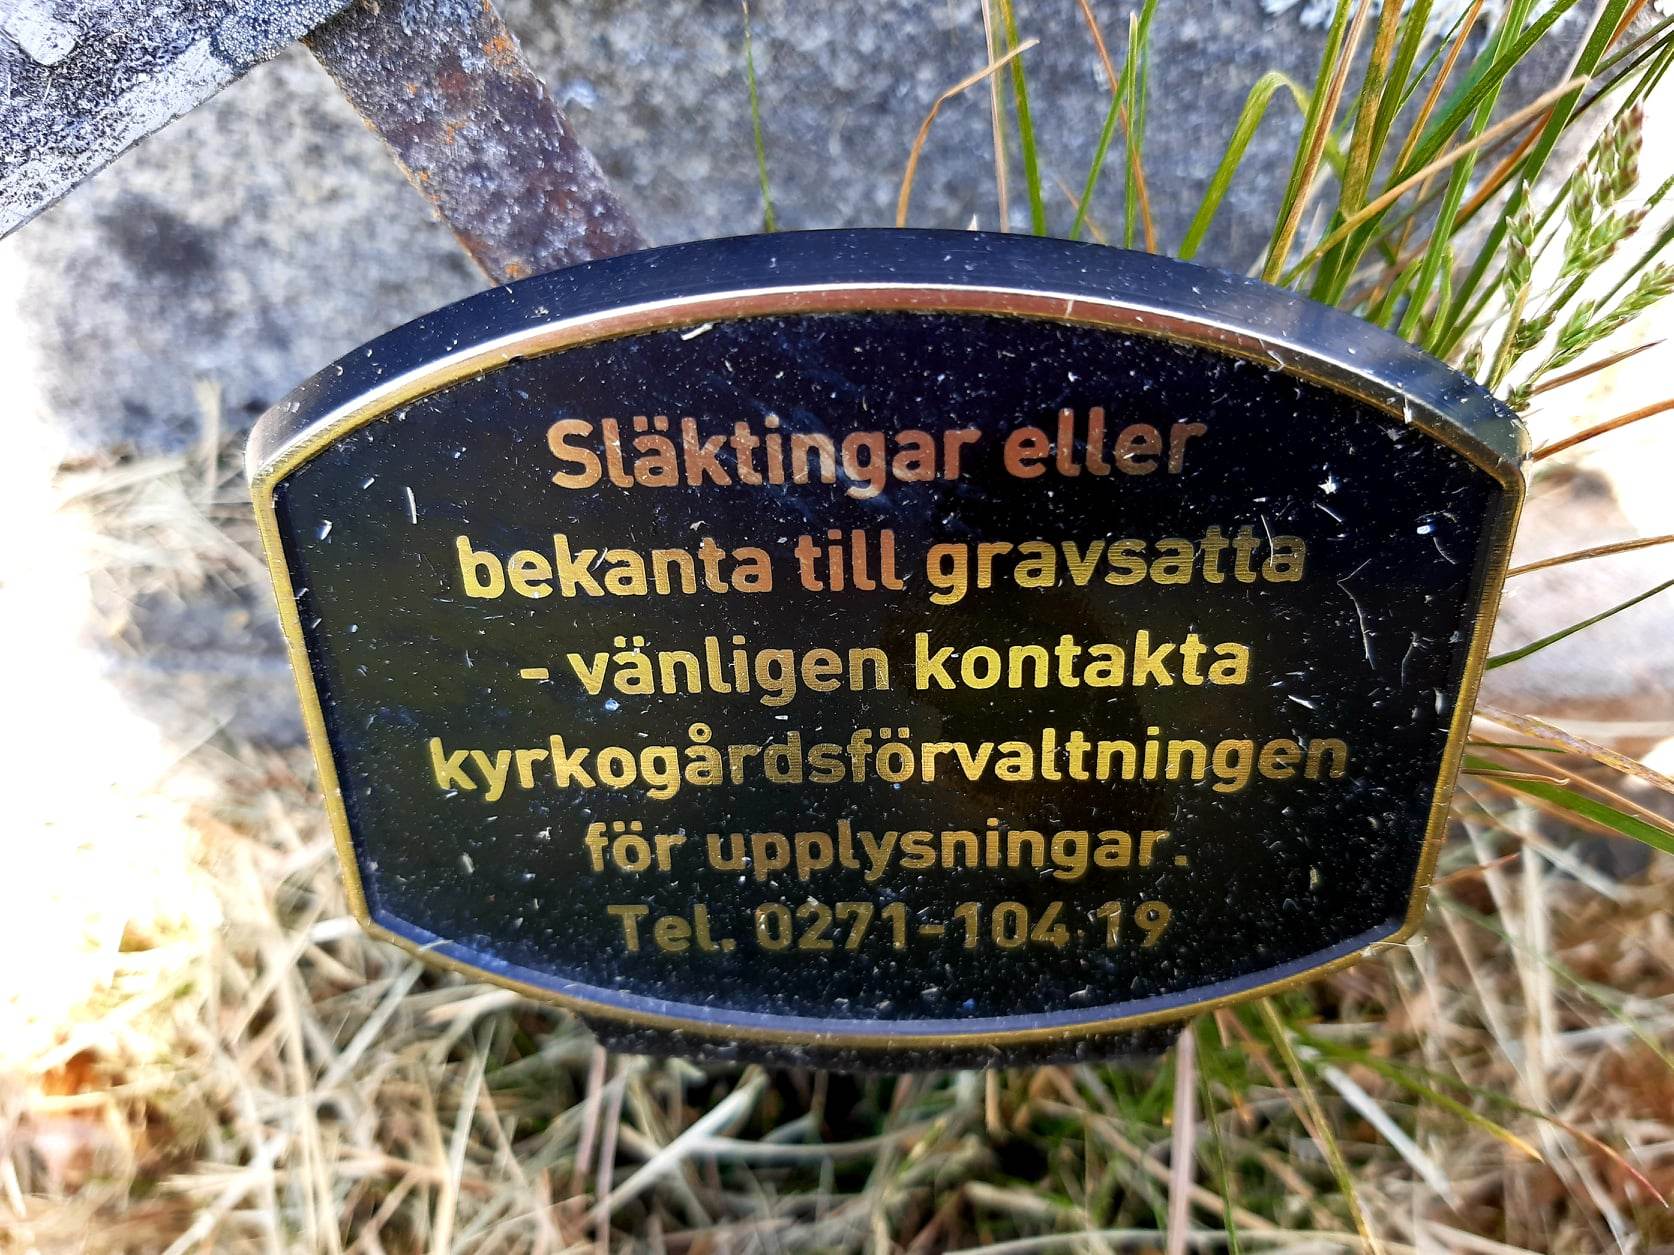 Släktingar eller
bekanta till gravsatta
- vänligen kontakta
kyrkogårdsförvaltningen
för upplysningar.
Tel. 0271-104 19